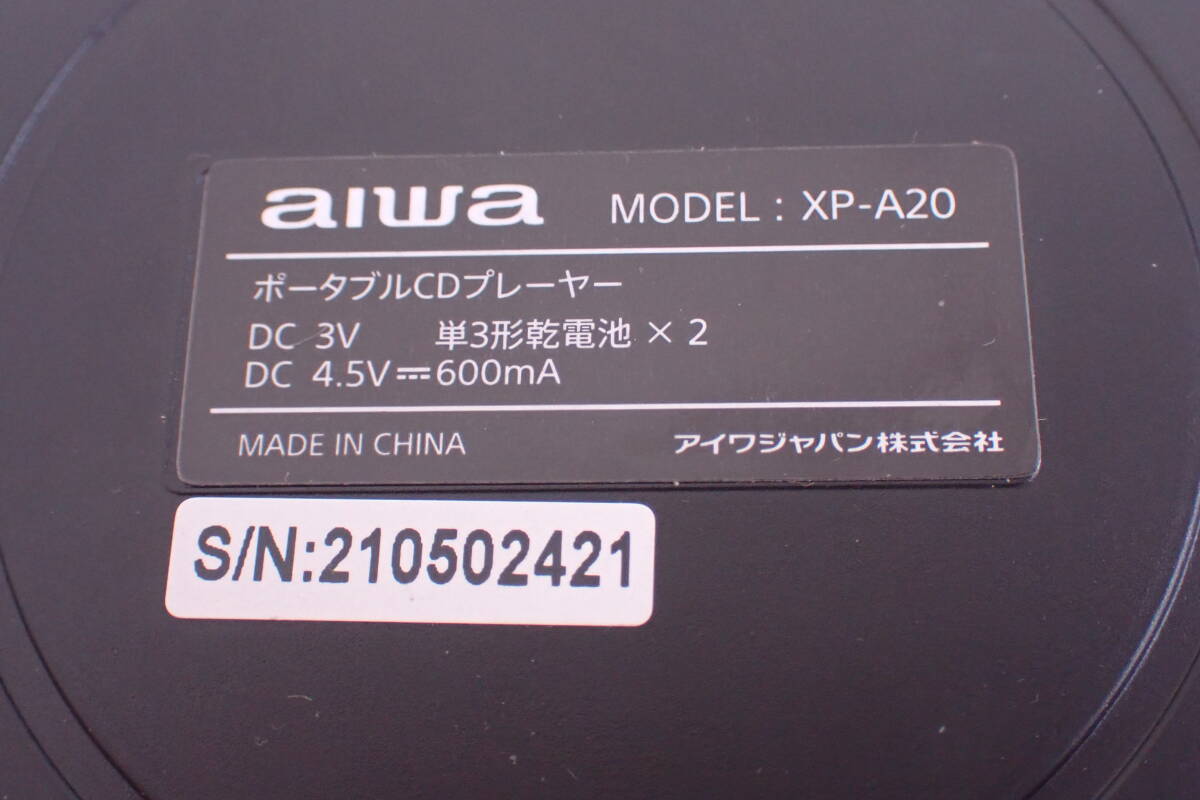 aiwa MODEL : XP-A20
ポータブルCDプレーヤー
DC 3V 単3形乾電池 × 2
DC 4.5V⎓600mA
MADE IN CHINA アイワジャパン株式会社
S/N:210502421